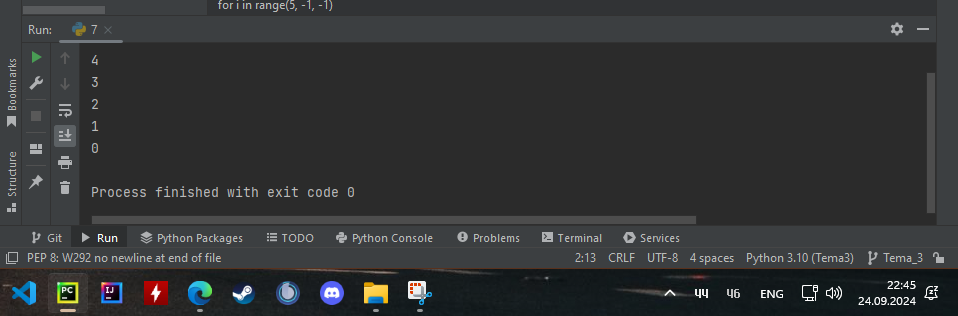 for i in range(5, -1, -1)
Run: 7
4
3
2
1
0
Process finished with exit code 0
Bookmarks
Structure
Git Run Python Packages TODO Python Console Problems Terminal Services
PEP 8: W292 no newline at end of file 2:13 CRLF UTF-8 4 spaces Python 3.10 (Tema3) Tema_3
PC IJ ENG 22:45
24.09.2024